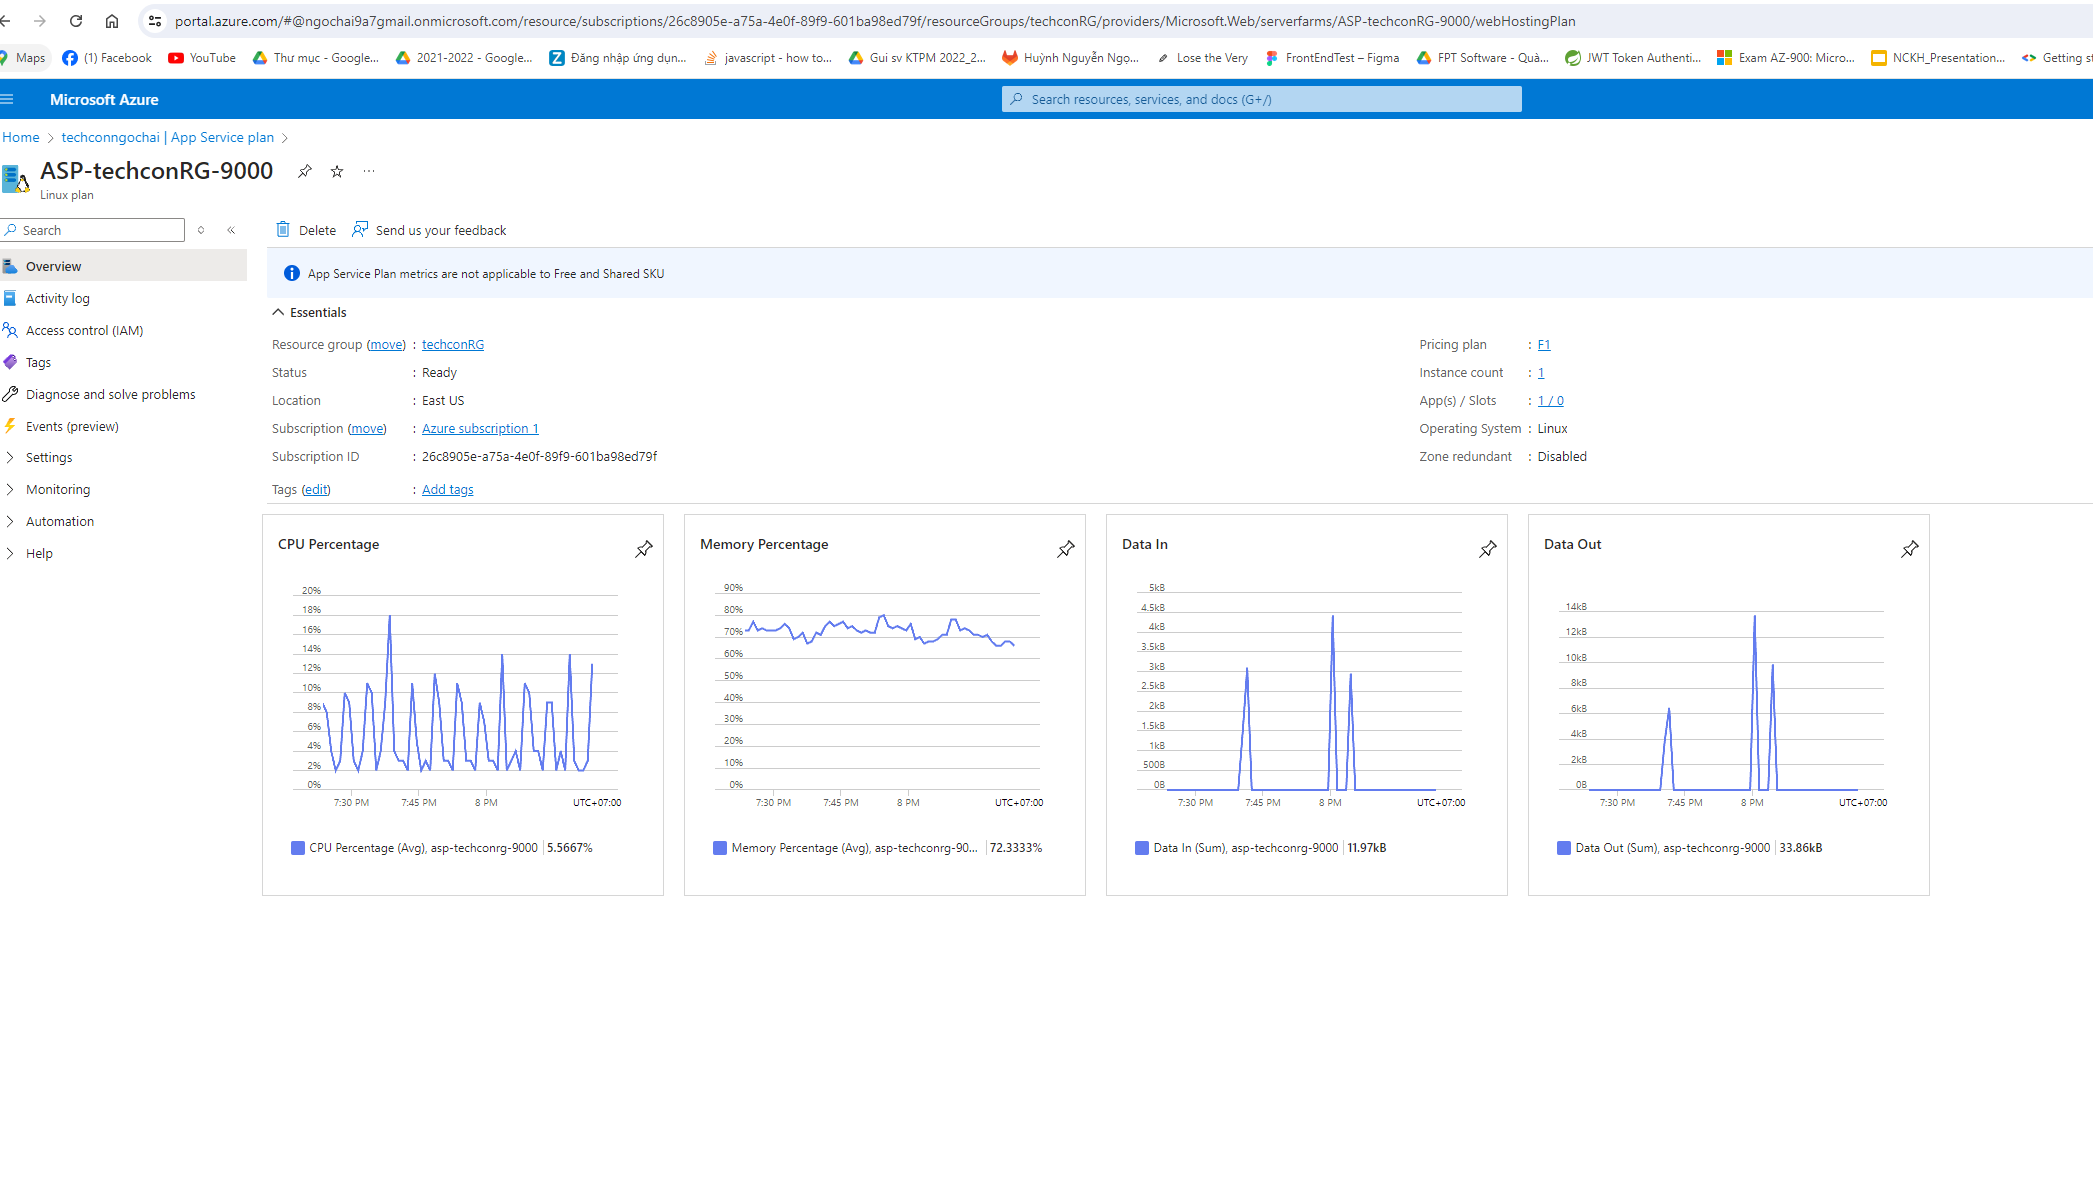 portal.azure.com/#@ngochai9a7gmail.onmicrosoft.com/resource/subscriptions/26c8905e-a75a-4e0f-89f9-601ba98ed79f/resourceGroups/techconRG/providers/Microsoft.Web/serverfarms/ASP-techconRG-9000/webHostingPlan
Maps (1) Facebook YouTube Thư mục - Google... 2021-2022 - Google... Đăng nhập ứng dụn... javascript - how to... Gui sv KTPM 2022_2... Huỳnh Nguyễn Ngọ... Lose the Very FrontEndTest – Figma FPT Software - Quà... JWT Token Authenti... Exam AZ-900: Micro... NCKH_Presentation... Getting st
Microsoft Azure
Search resources, services, and docs (G+/)
Home > techconngochai | App Service plan >
ASP-techconRG-9000 ...
Linux plan
Search
Delete Send us your feedback
App Service Plan metrics are not applicable to Free and Shared SKU
Overview
Activity log
Access control (IAM)
Tags
Diagnose and solve problems
Events (preview)
Settings
Monitoring
Automation
Help
Essentials
Resource group (move) : techconRG
Status : Ready
Location : East US
Subscription (move) : Azure subscription 1
Subscription ID : 26c8905e-a75a-4e0f-89f9-601ba98ed79f
Tags (edit) : Add tags
Pricing plan : F1
Instance count : 1
App(s) / Slots : 1 / 0
Operating System : Linux
Zone redundant : Disabled
CPU Percentage
20%
18%
16%
14%
12%
10%
8%
6%
4%
2%
0%
7:30 PM 7:45 PM 8 PM UTC+07:00
CPU Percentage (Avg), asp-techconrg-9000 5.5667%
Memory Percentage
90%
80%
70%
60%
50%
40%
30%
20%
10%
0%
7:30 PM 7:45 PM 8 PM UTC+07:00
Memory Percentage (Avg), asp-techconrg-90... 72.3333%
Data In
5kB
4.5kB
4kB
3.5kB
3kB
2.5kB
2kB
1.5kB
1kB
500B
0B
7:30 PM 7:45 PM 8 PM UTC+07:00
Data In (Sum), asp-techconrg-9000 11.97kB
Data Out
14kB
12kB
10kB
8kB
6kB
4kB
2kB
0B
7:30 PM 7:45 PM 8 PM UTC+07:00
Data Out (Sum), asp-techconrg-9000 33.86kB